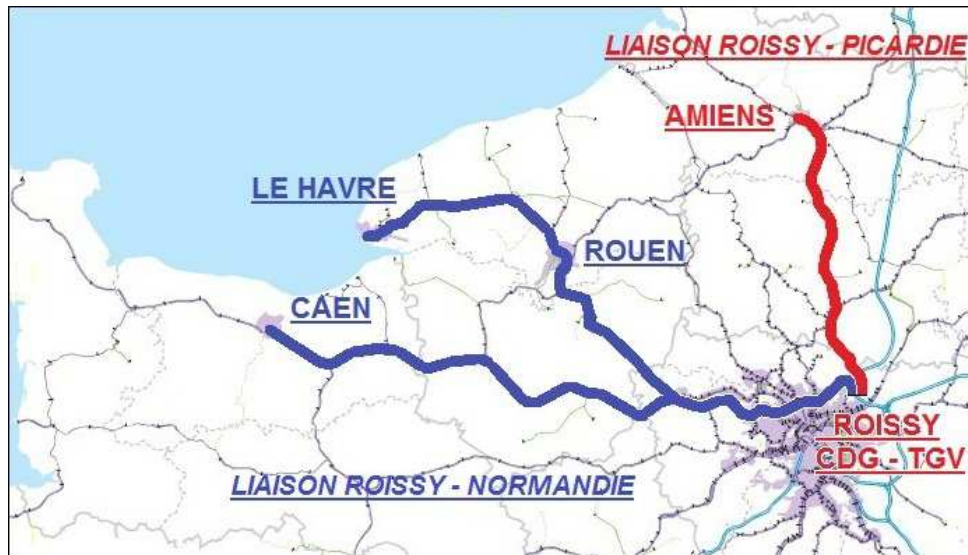 LIAISON ROISSY - PICARDIE
AMIENS
LE HAVRE
ROUEN
CAEN
ROISSY
CDG - TGV
LIAISON ROISSY - NORMANDIE